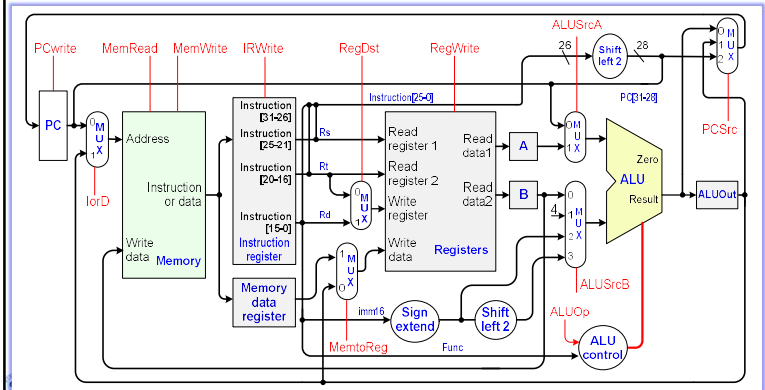 ALUSrcA
PCwrite
MemRead
MemWrite
IRWrite
RegDst
RegWrite
26
Shift
left 2
28
0
1
2
M
U
X
Instruction[25-0]
PC[31-28]
PCSrc
PC
0
1
M
U
X
IorD
Address
Instruction
or data
Write
data
Memory
Instruction
[31-26]
Instruction
[25-21]
Instruction
[20-16]
Instruction
[15-0]
Instruction
register
Rs
Rt
Rd
0
1
M
U
X
Read
register 1
Read
register 2
Write
register
Write
data
Read
data1
Read
data2
Registers
A
B
0
1
M
U
X
4
0
1
2
3
M
U
X
ALUSrcB
Zero
ALU
Result
ALUOut
Memory
data
register
1
0
M
U
X
MemtoReg
imm16
Sign
extend
Shift
left 2
Func
ALUOp
ALU
control